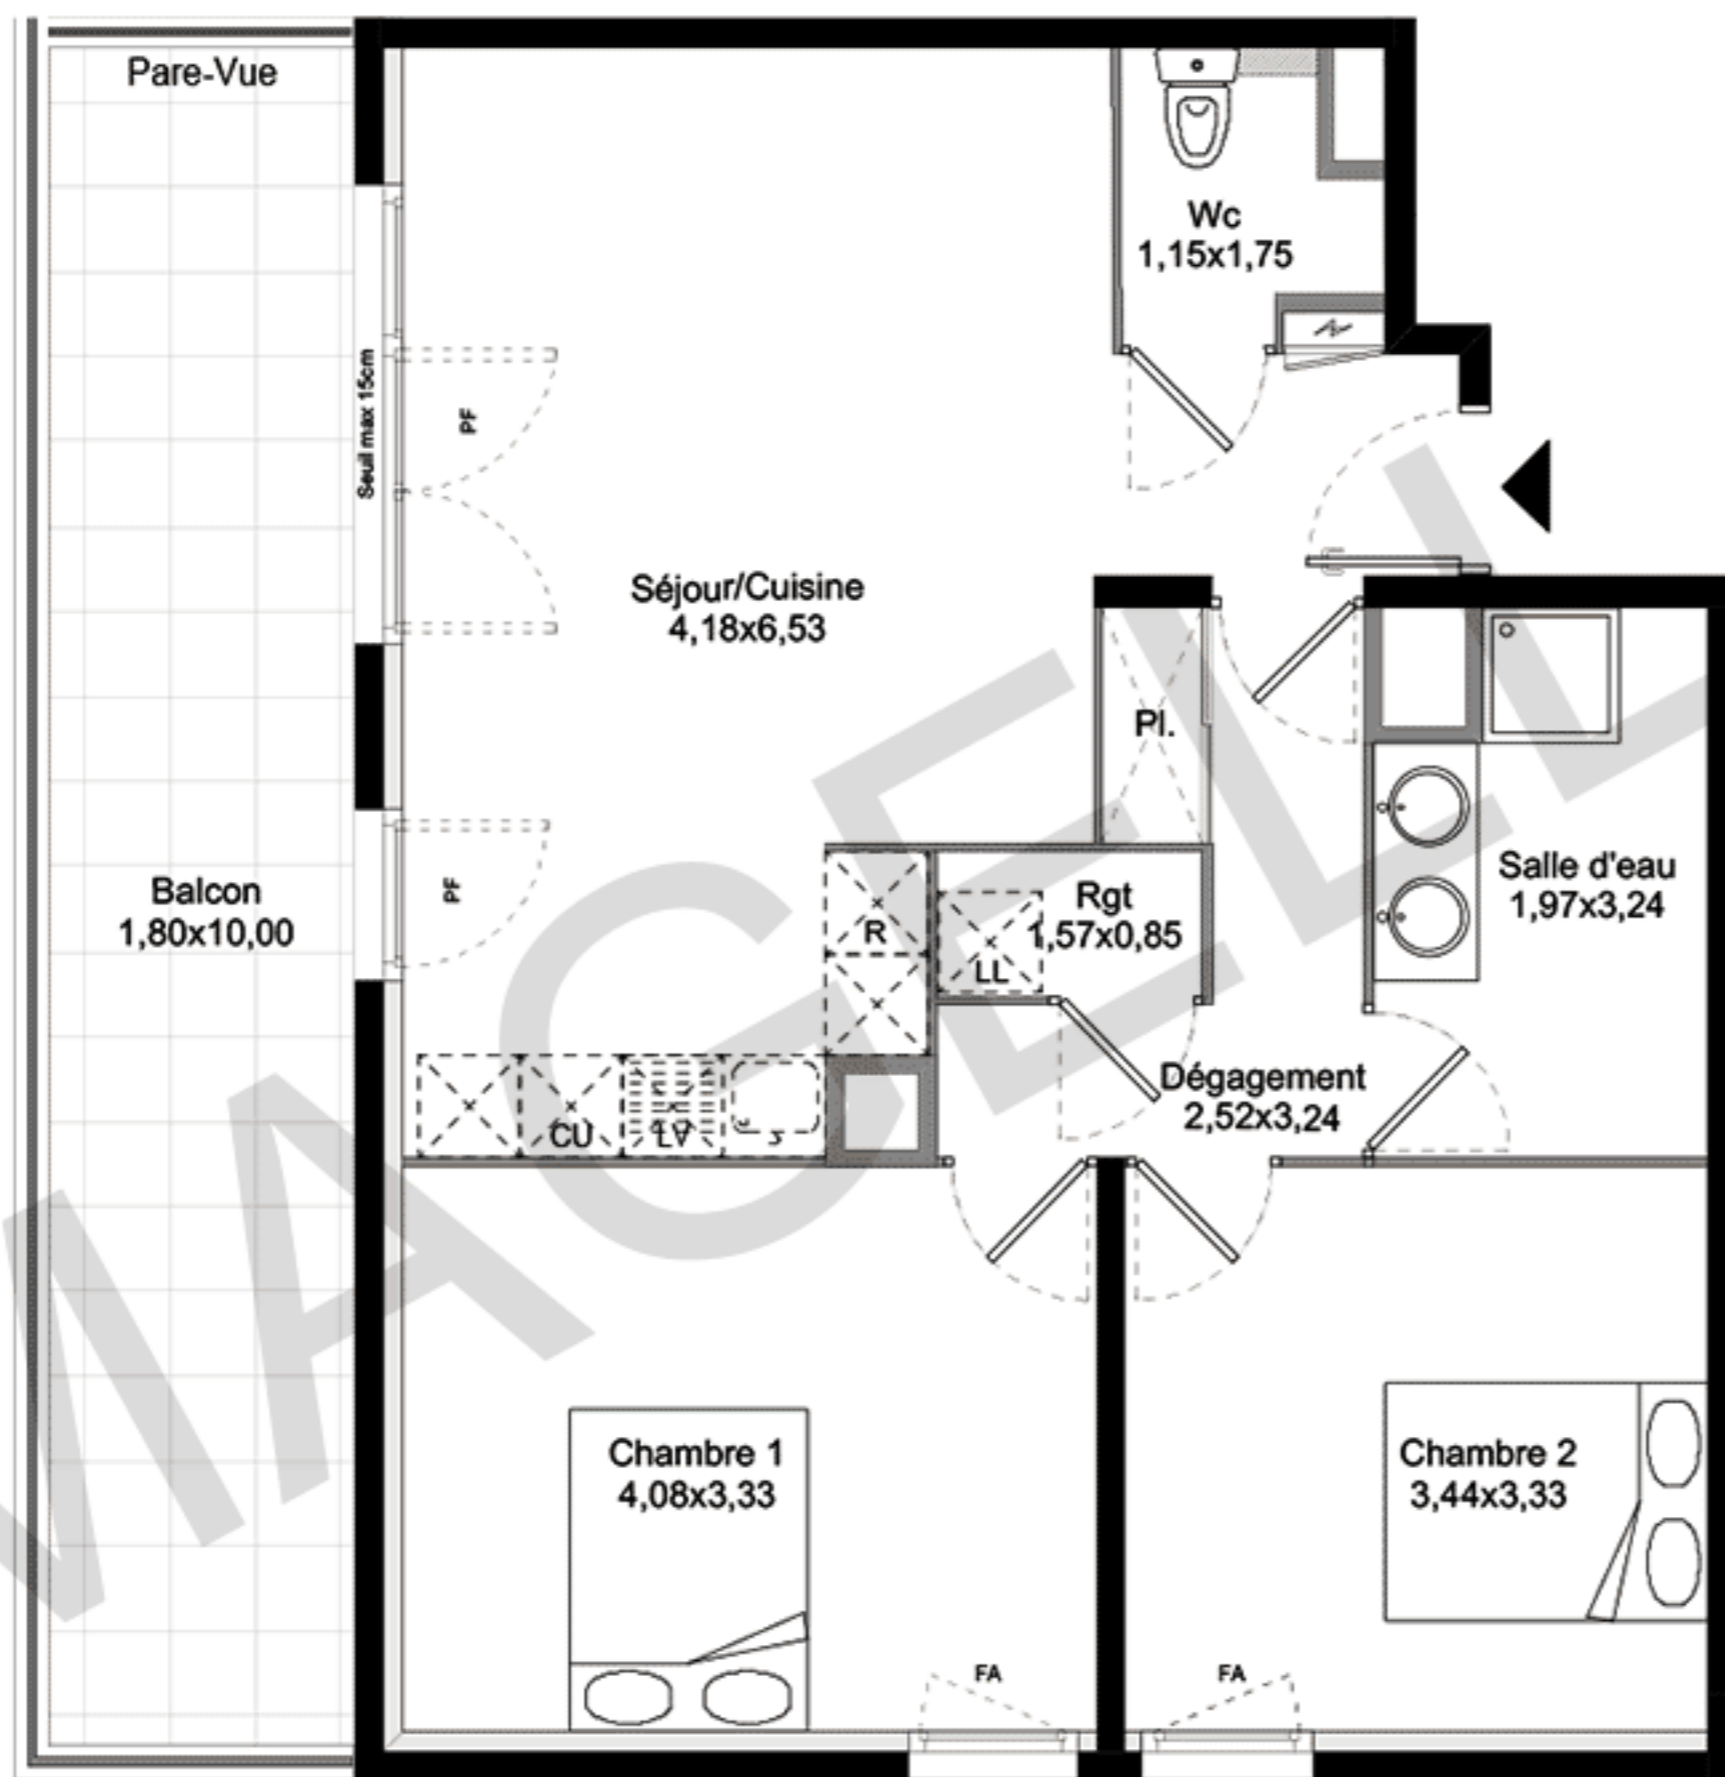 Pare-Vue
Wc
1,15x1,75
Seuil max 15cm
PF
Séjour/Cuisine
4,18x6,53
Pl.
Balcon
1,80x10,00
PF
R
Rgt
1,57x0,85
LL
Salle d'eau
1,97x3,24
Dégagement
2,52x3,24
CU
LV
Chambre 1
4,08x3,33
Chambre 2
3,44x3,33
FA
FA